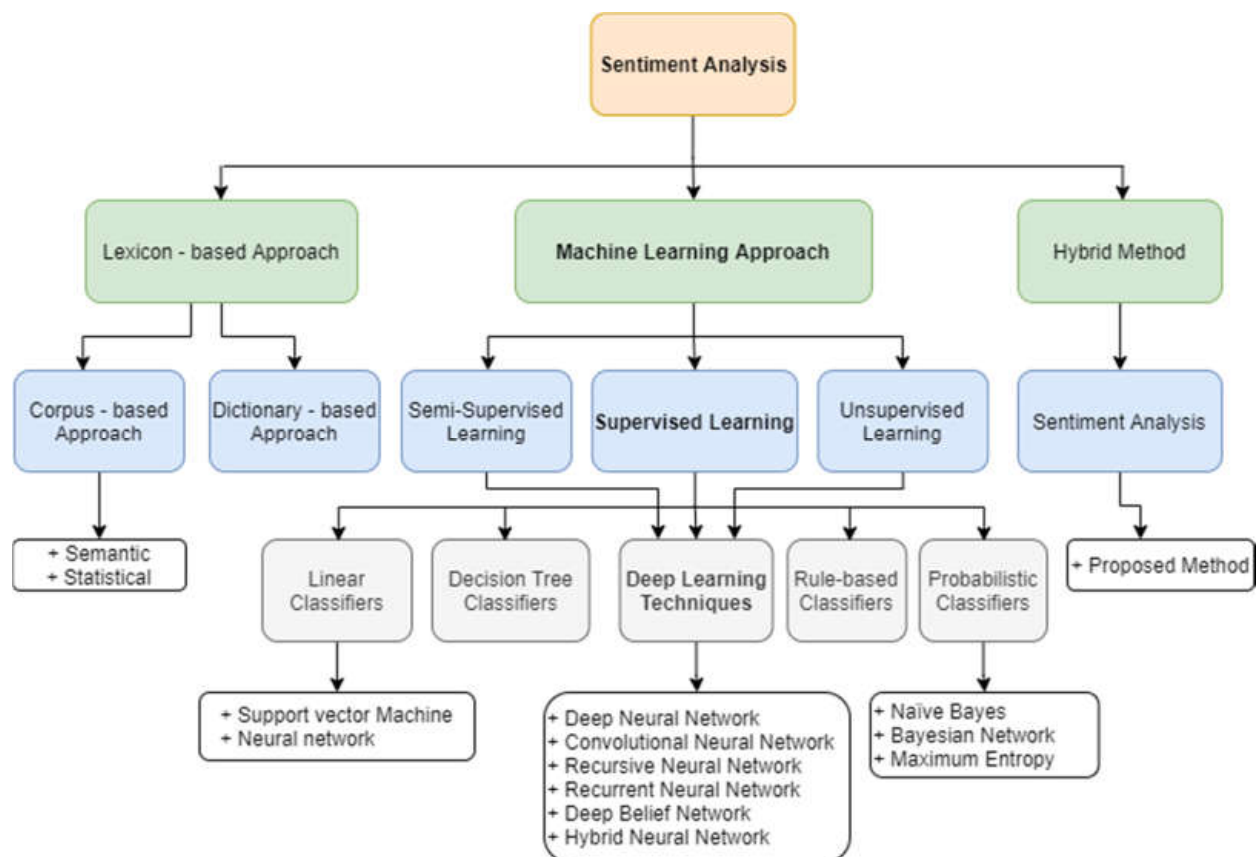 Sentiment Analysis
Lexicon - based Approach
Machine Learning Approach
Hybrid Method
Corpus - based
Approach
Dictionary - based
Approach
Semi-Supervised
Learning
Supervised Learning
Unsupervised
Learning
Sentiment Analysis
+ Semantic
+ Statistical
Linear
Classifiers
Decision Tree
Classifiers
Deep Learning
Techniques
Rule-based
Classifiers
Probabilistic
Classifiers
+ Proposed Method
+ Support vector Machine
+ Neural network
+ Deep Neural Network
+ Convolutional Neural Network
+ Recursive Neural Network
+ Recurrent Neural Network
+ Deep Belief Network
+ Hybrid Neural Network
+ Naïve Bayes
+ Bayesian Network
+ Maximum Entropy